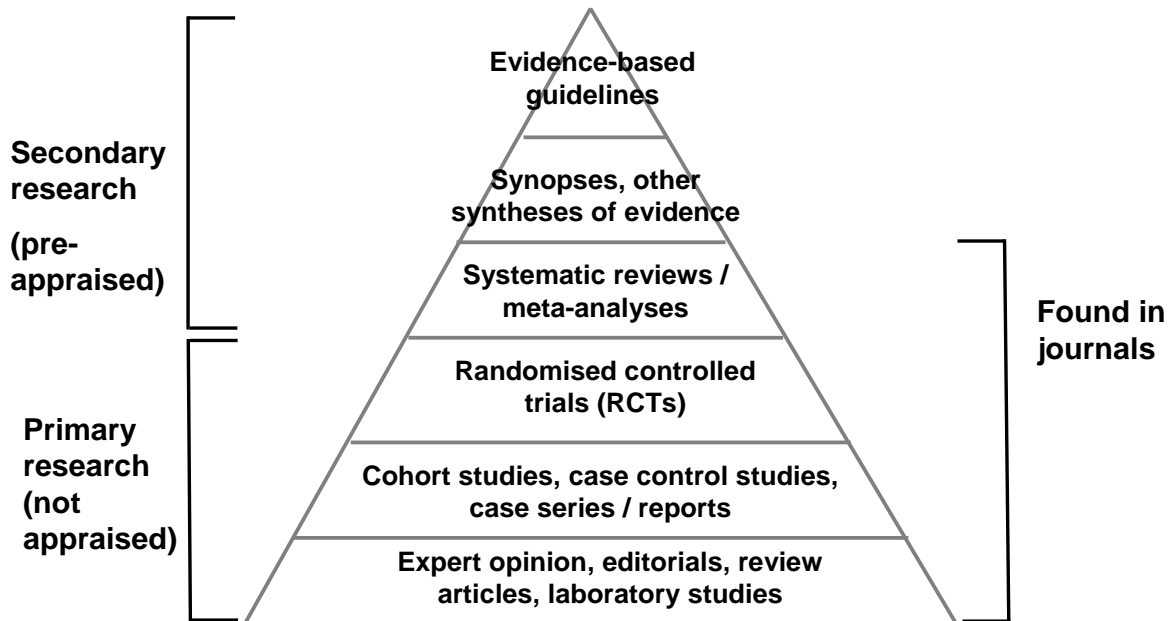 Evidence-based
guidelines
Secondary
research
(pre-
appraised)
Synopses, other
syntheses of evidence
Systematic reviews /
meta-analyses
Found in
journals
Randomised controlled
trials (RCTs)
Primary
research
(not
appraised)
Cohort studies, case control studies,
case series / reports
Expert opinion, editorials, review
articles, laboratory studies